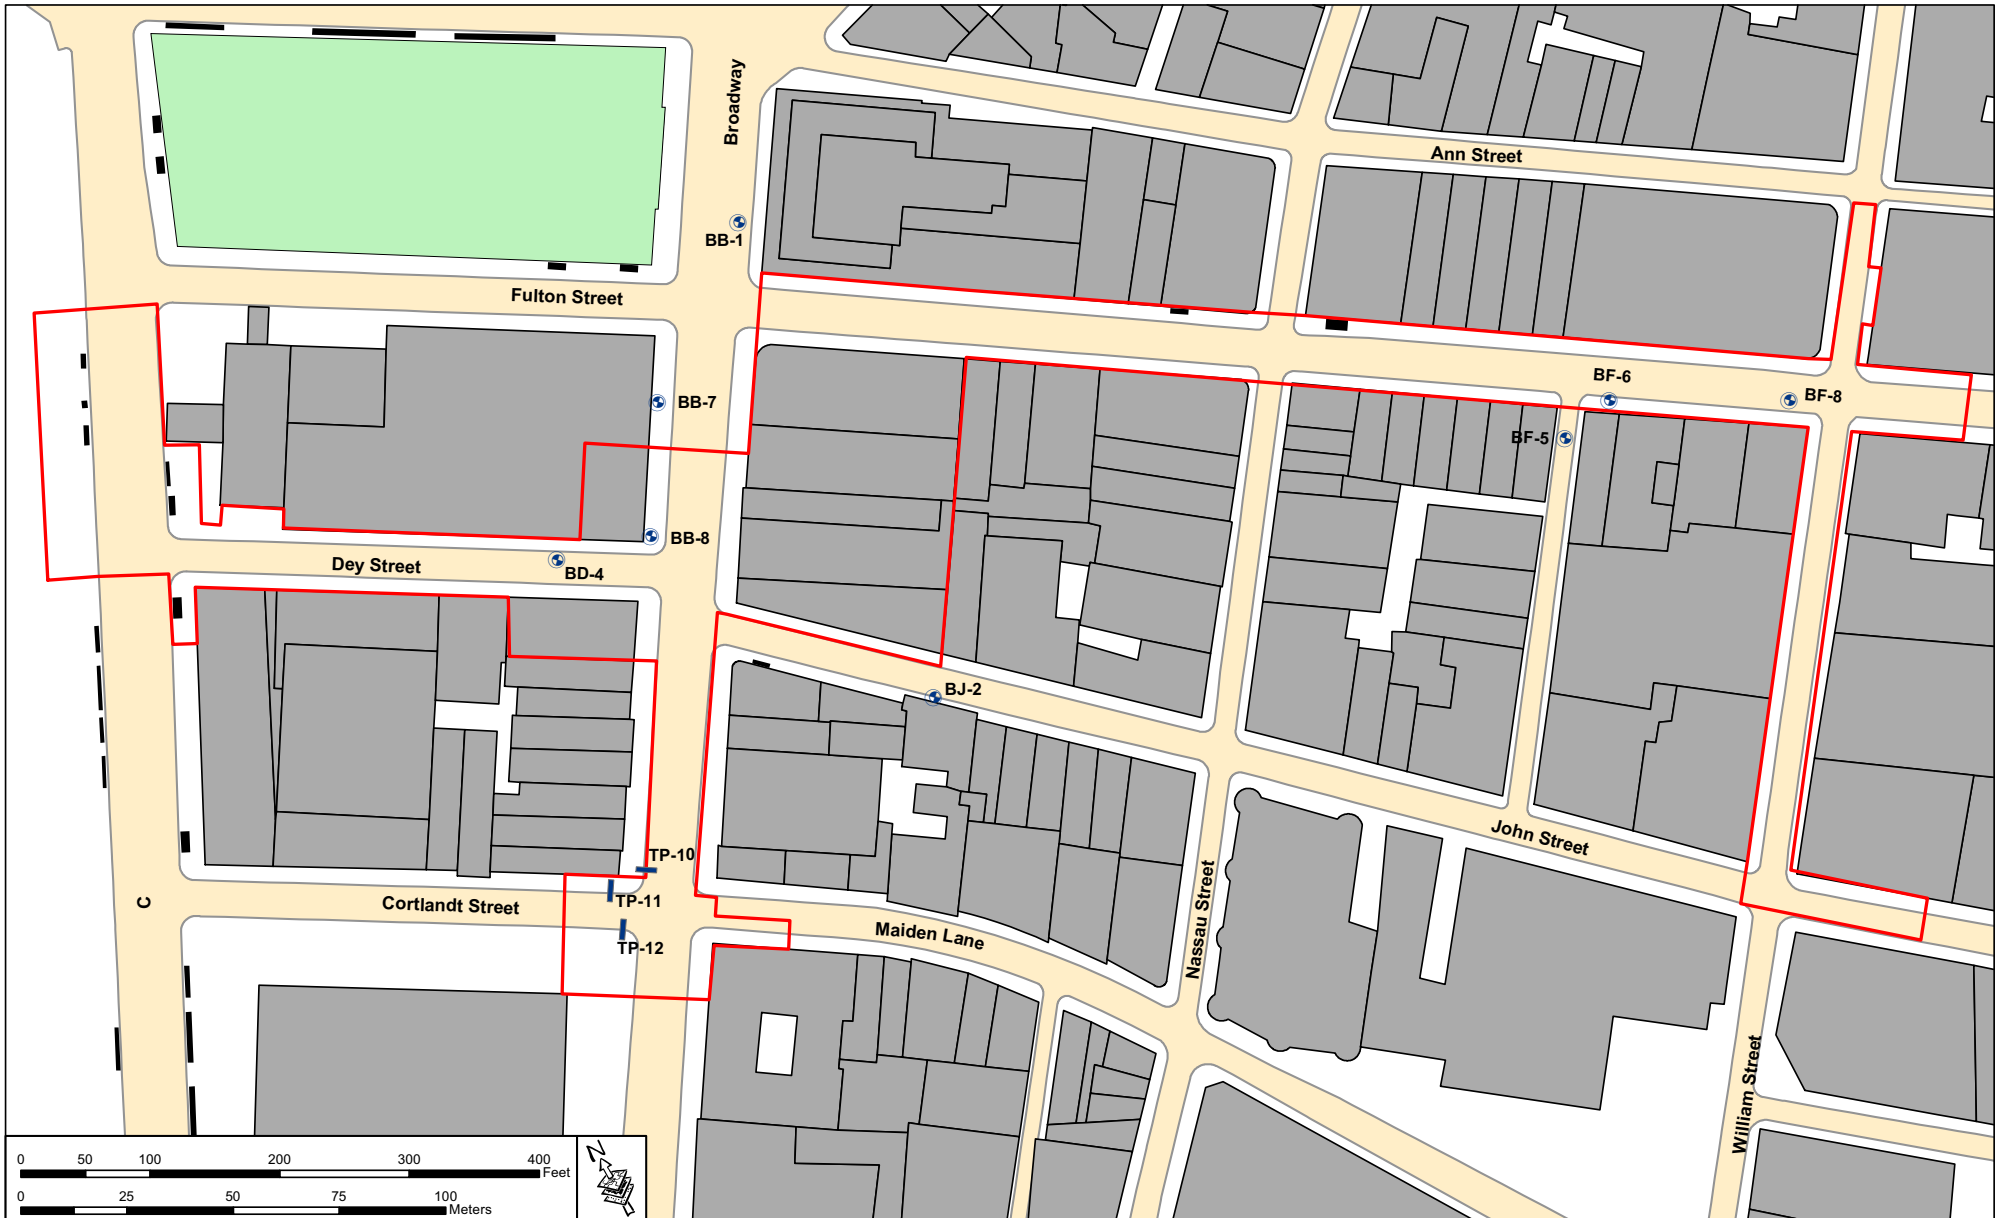 Broadway
Ann Street
BB-1
Fulton Street
BF-6
BF-8
BB-7
BF-5
BB-8
Dey Street
BD-4
BJ-2
John Street
TP-10
TP-11
Cortlandt Street
C
Maiden Lane
TP-12
Nassau Street
William Street
0 50 100 200 300 400
Feet
0 25 50 75 100
Meters
N